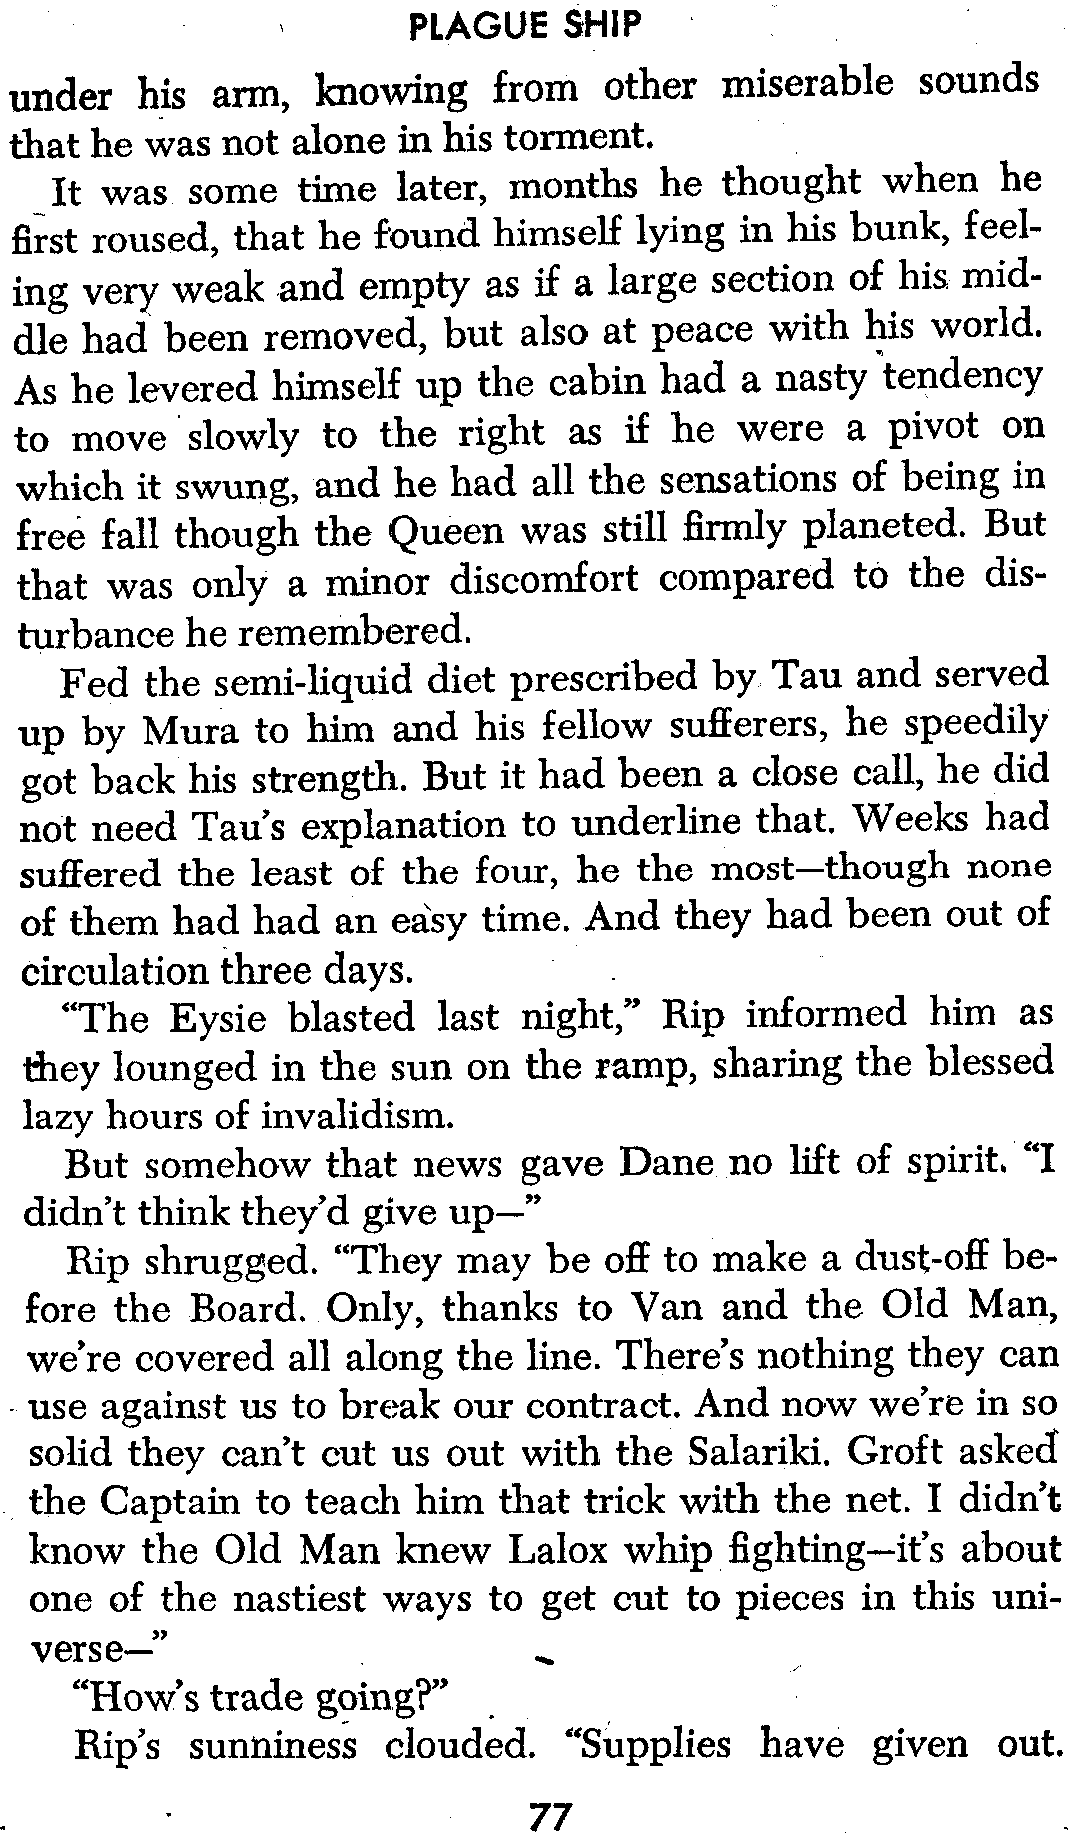 PLAGUE SHIP
under his arm, knowing from other miserable sounds
that he was not alone in his torment.
It was some time later, months he thought when he
first roused, that he found himself lying in his bunk, feel-
ing very weak and empty as if a large section of his mid-
dle had been removed, but also at peace with his world.
As he levered himself up the cabin had a nasty tendency
to move slowly to the right as if he were a pivot on
which it swung, and he had all the sensations of being in
free fall though the Queen was still firmly planeted. But
that was only a minor discomfort compared to the dis-
turbance he remembered.
Fed the semi-liquid diet prescribed by Tau and served
up by Mura to him and his fellow sufferers, he speedily
got back his strength. But it had been a close call, he did
not need Tau's explanation to underline that. Weeks had
suffered the least of the four, he the most—though none
of them had had an easy time. And they had been out of
circulation three days.
“The Eysie blasted last night,” Rip informed him as
they lounged in the sun on the ramp, sharing the blessed
lazy hours of invalidism.
But somehow that news gave Dane no lift of spirit. “I
didn't think they'd give up—”
Rip shrugged. “They may be off to make a dust-off be-
fore the Board. Only, thanks to Van and the Old Man,
we're covered all along the line. There's nothing they can
use against us to break our contract. And now we're in so
solid they can't cut us out with the Salariki. Groft asked
the Captain to teach him that trick with the net. I didn't
know the Old Man knew Lalox whip fighting—it's about
one of the nastiest ways to get cut to pieces in this uni-
verse—”
“How's trade going?”
Rip's sunniness clouded. “Supplies have given out.
77